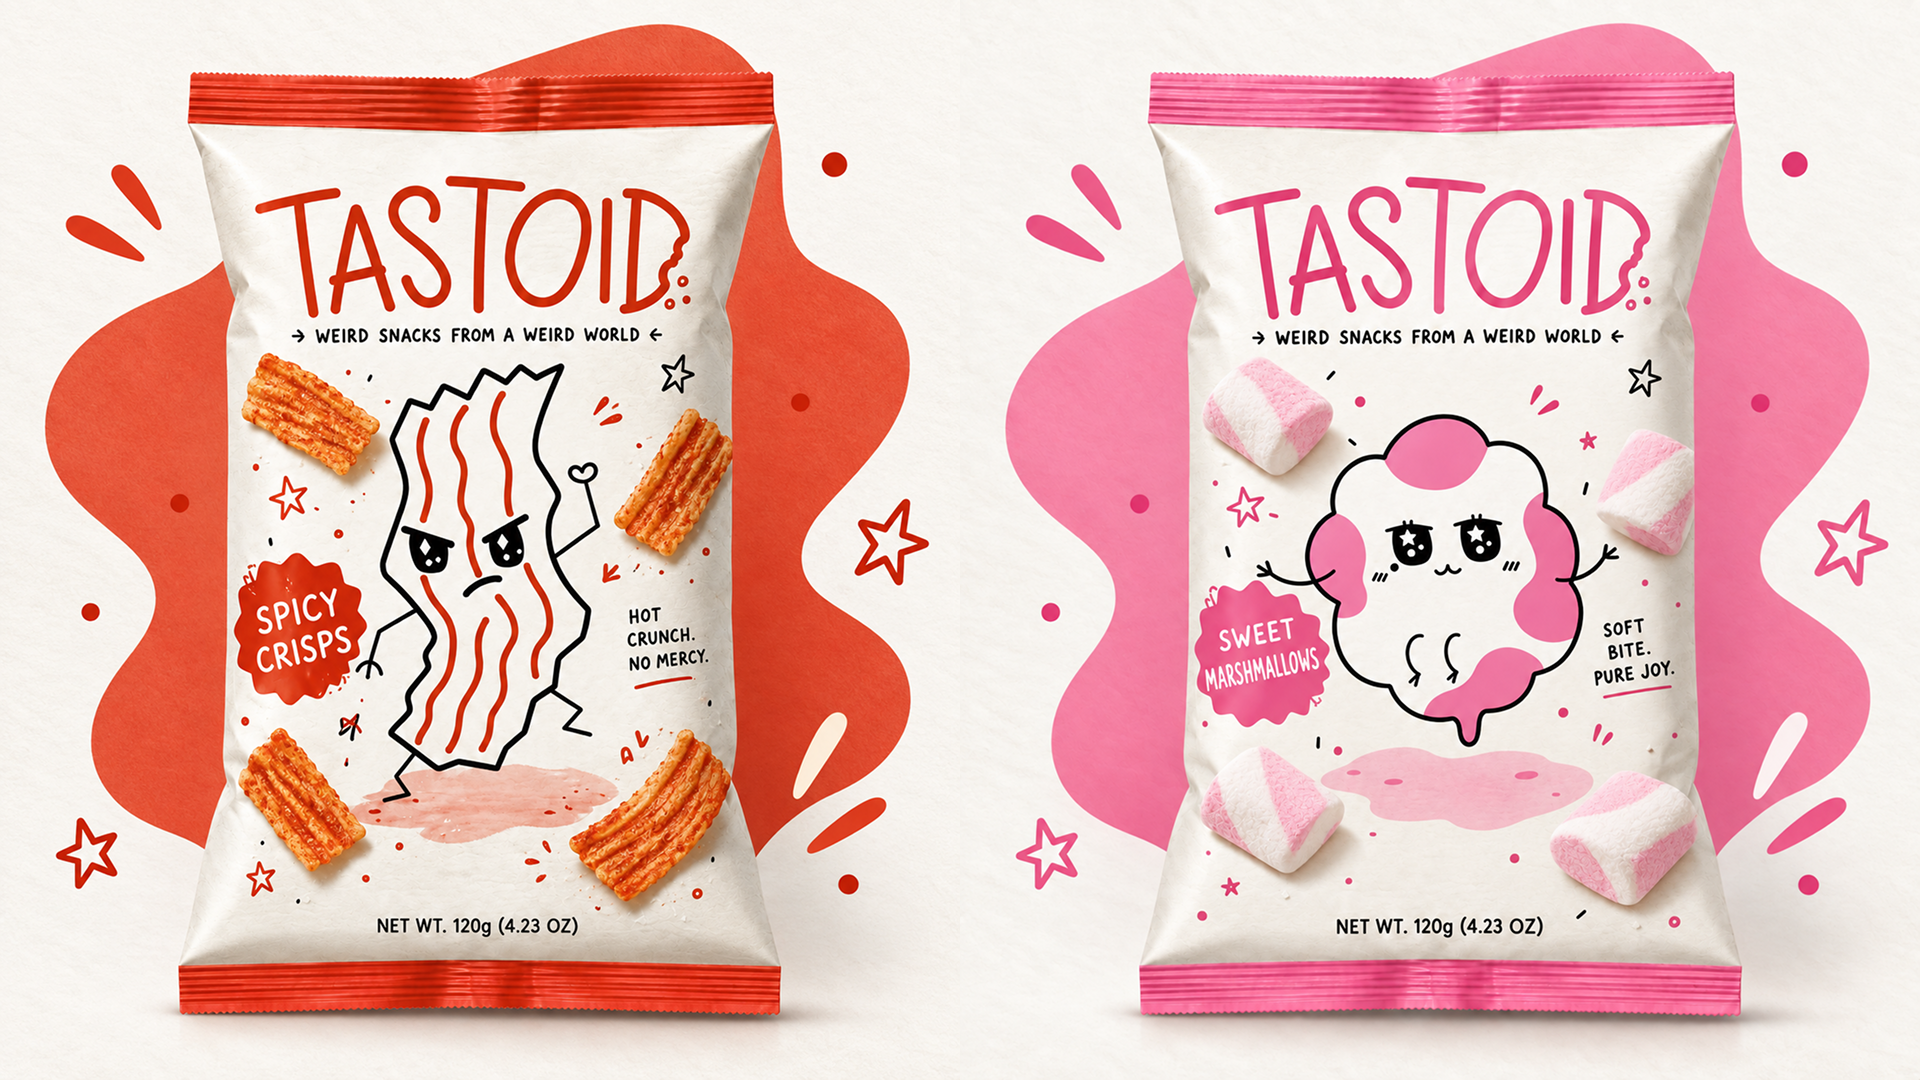 TASTOID
→ WEIRD SNACKS FROM A WEIRD WORLD ←
SPICY
CRISPS
HOT
CRUNCH.
NO MERCY.
NET WT. 120g (4.23 OZ)
TASTOID
→ WEIRD SNACKS FROM A WEIRD WORLD ←
SWEET
MARSHMALLOWS
SOFT
BITE.
PURE JOY.
NET WT. 120g (4.23 OZ)